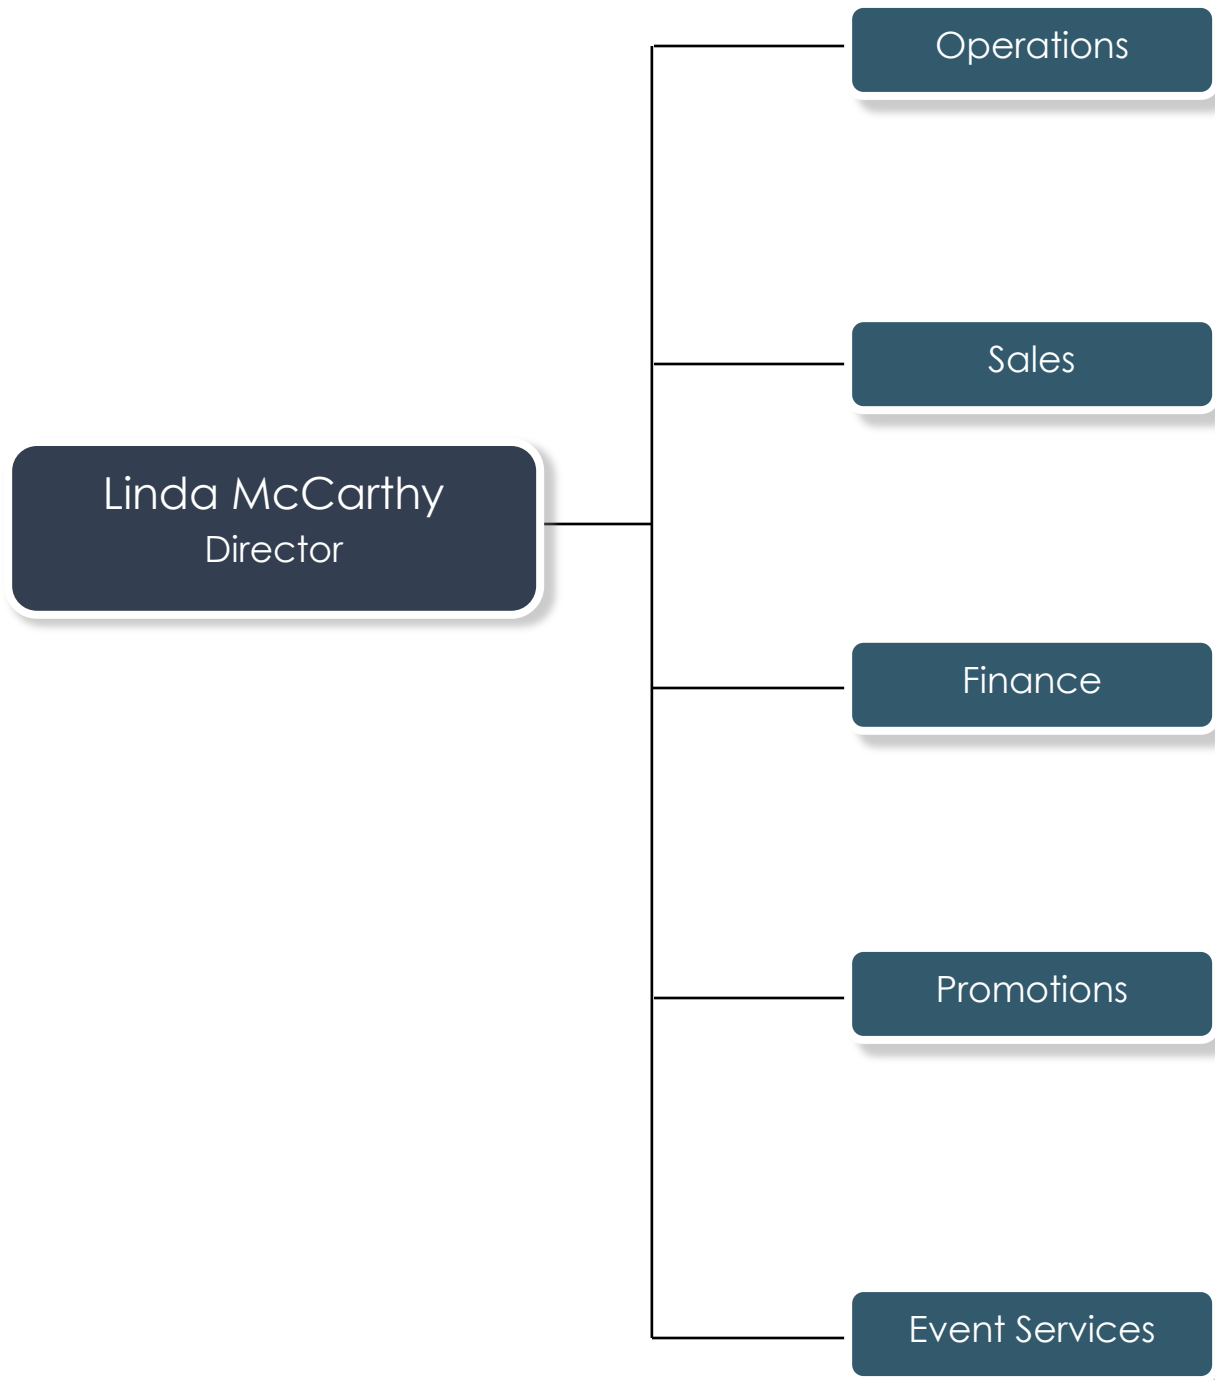 Operations
Sales
Linda McCarthy
Director
Finance
Promotions
Event Services